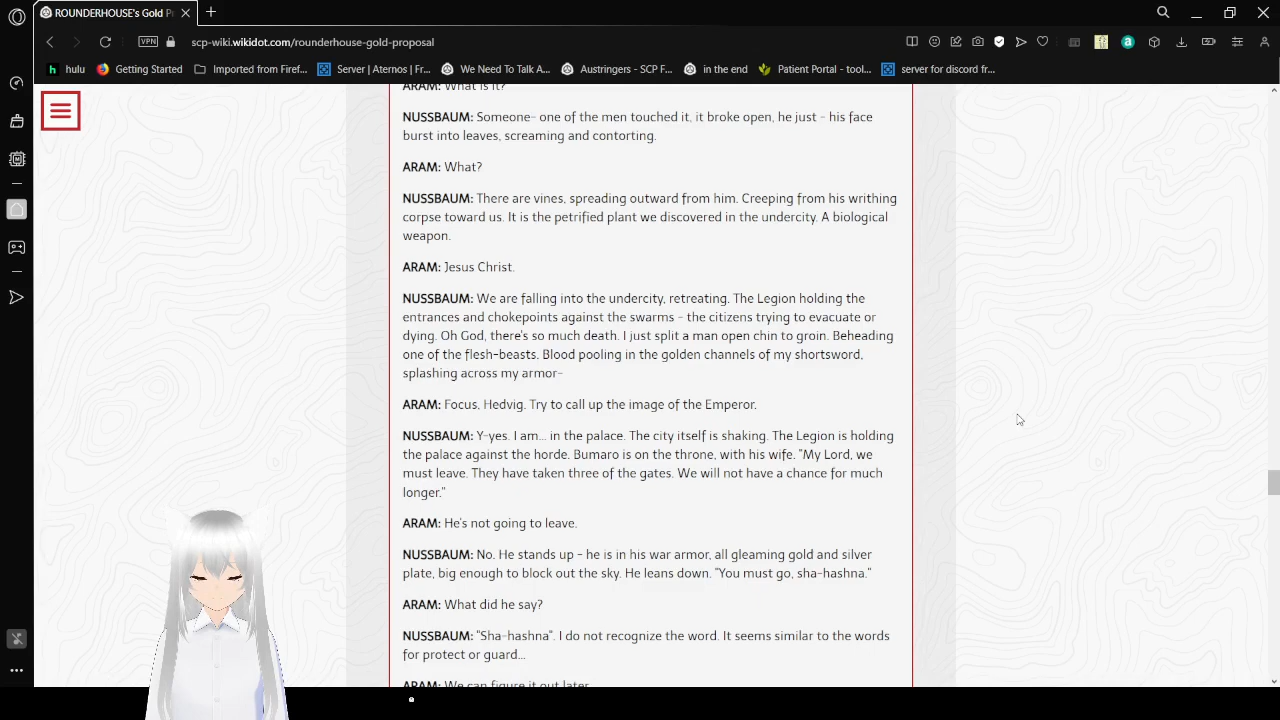 ROUNDERHOUSE's Gold P
VPN
scp-wiki.wikidot.com/rounderhouse-gold-proposal
hulu
Getting Started
Imported from Firef...
Server | Aternos | Fr...
We Need To Talk A...
Austringers - SCP F...
in the end
Patient Portal - tool...
server for discord fr...
ARAM: What is it?
NUSSBAUM: Someone- one of the men touched it, it broke open, he just - his face
burst into leaves, screaming and contorting.
ARAM: What?
NUSSBAUM: There are vines, spreading outward from him. Creeping from his writhing
corpse toward us. It is the petrified plant we discovered in the undercity. A biological
weapon.
ARAM: Jesus Christ.
NUSSBAUM: We are falling into the undercity, retreating. The Legion holding the
entrances and chokepoints against the swarms - the citizens trying to evacuate or
dying. Oh God, there's so much death. I just split a man open chin to groin. Beheading
one of the flesh-beasts. Blood pooling in the golden channels of my shortsword,
splashing across my armor-
ARAM: Focus, Hedvig. Try to call up the image of the Emperor.
NUSSBAUM: Y-yes. I am... in the palace. The city itself is shaking. The Legion is holding
the palace against the horde. Bumaro is on the throne, with his wife. "My Lord, we
must leave. They have taken three of the gates. We will not have a chance for much
longer."
ARAM: He's not going to leave.
NUSSBAUM: No. He stands up - he is in his war armor, all gleaming gold and silver
plate, big enough to block out the sky. He leans down. "You must go, sha-hashna."
ARAM: What did he say?
NUSSBAUM: "Sha-hashna". I do not recognize the word. It seems similar to the words
for protect or guard...
ARAM: We can figure it out later.